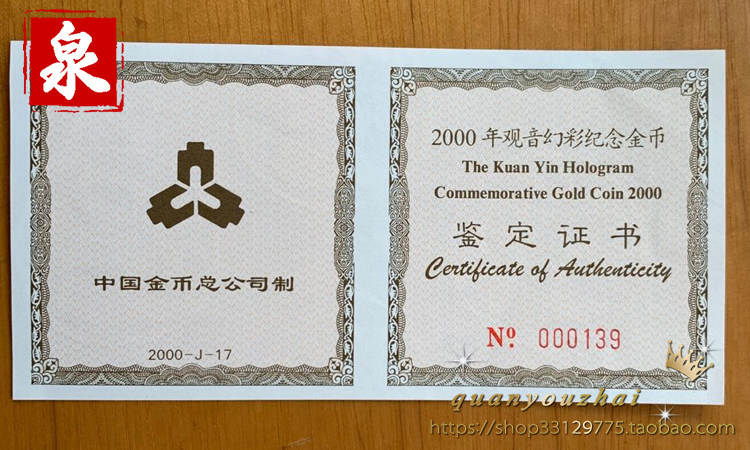 泉
中国金币总公司制
2000-J-17
2000年观音幻彩纪念金币
The Kuan Yin Hologram
Commemorative Gold Coin 2000
鉴定证书
Certificate of Authenticity
Nº 000139
quanyouzhai
https://shop33129775.taobao.com